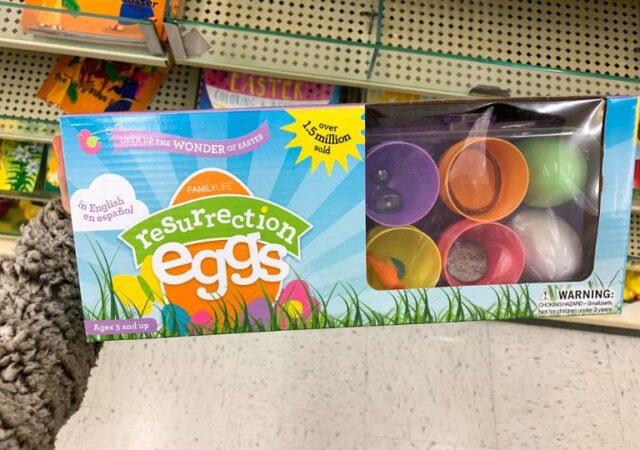 EASTER
COLORING & 
OPEN UP THE WONDER OF EASTER
over
1.5 million
sold
in English
en español
FAMILYLIFE
resurrection
eggs
Ages 3 and up
WARNING:
CHOKING HAZARD—Small parts.
Not for children under 3 years.